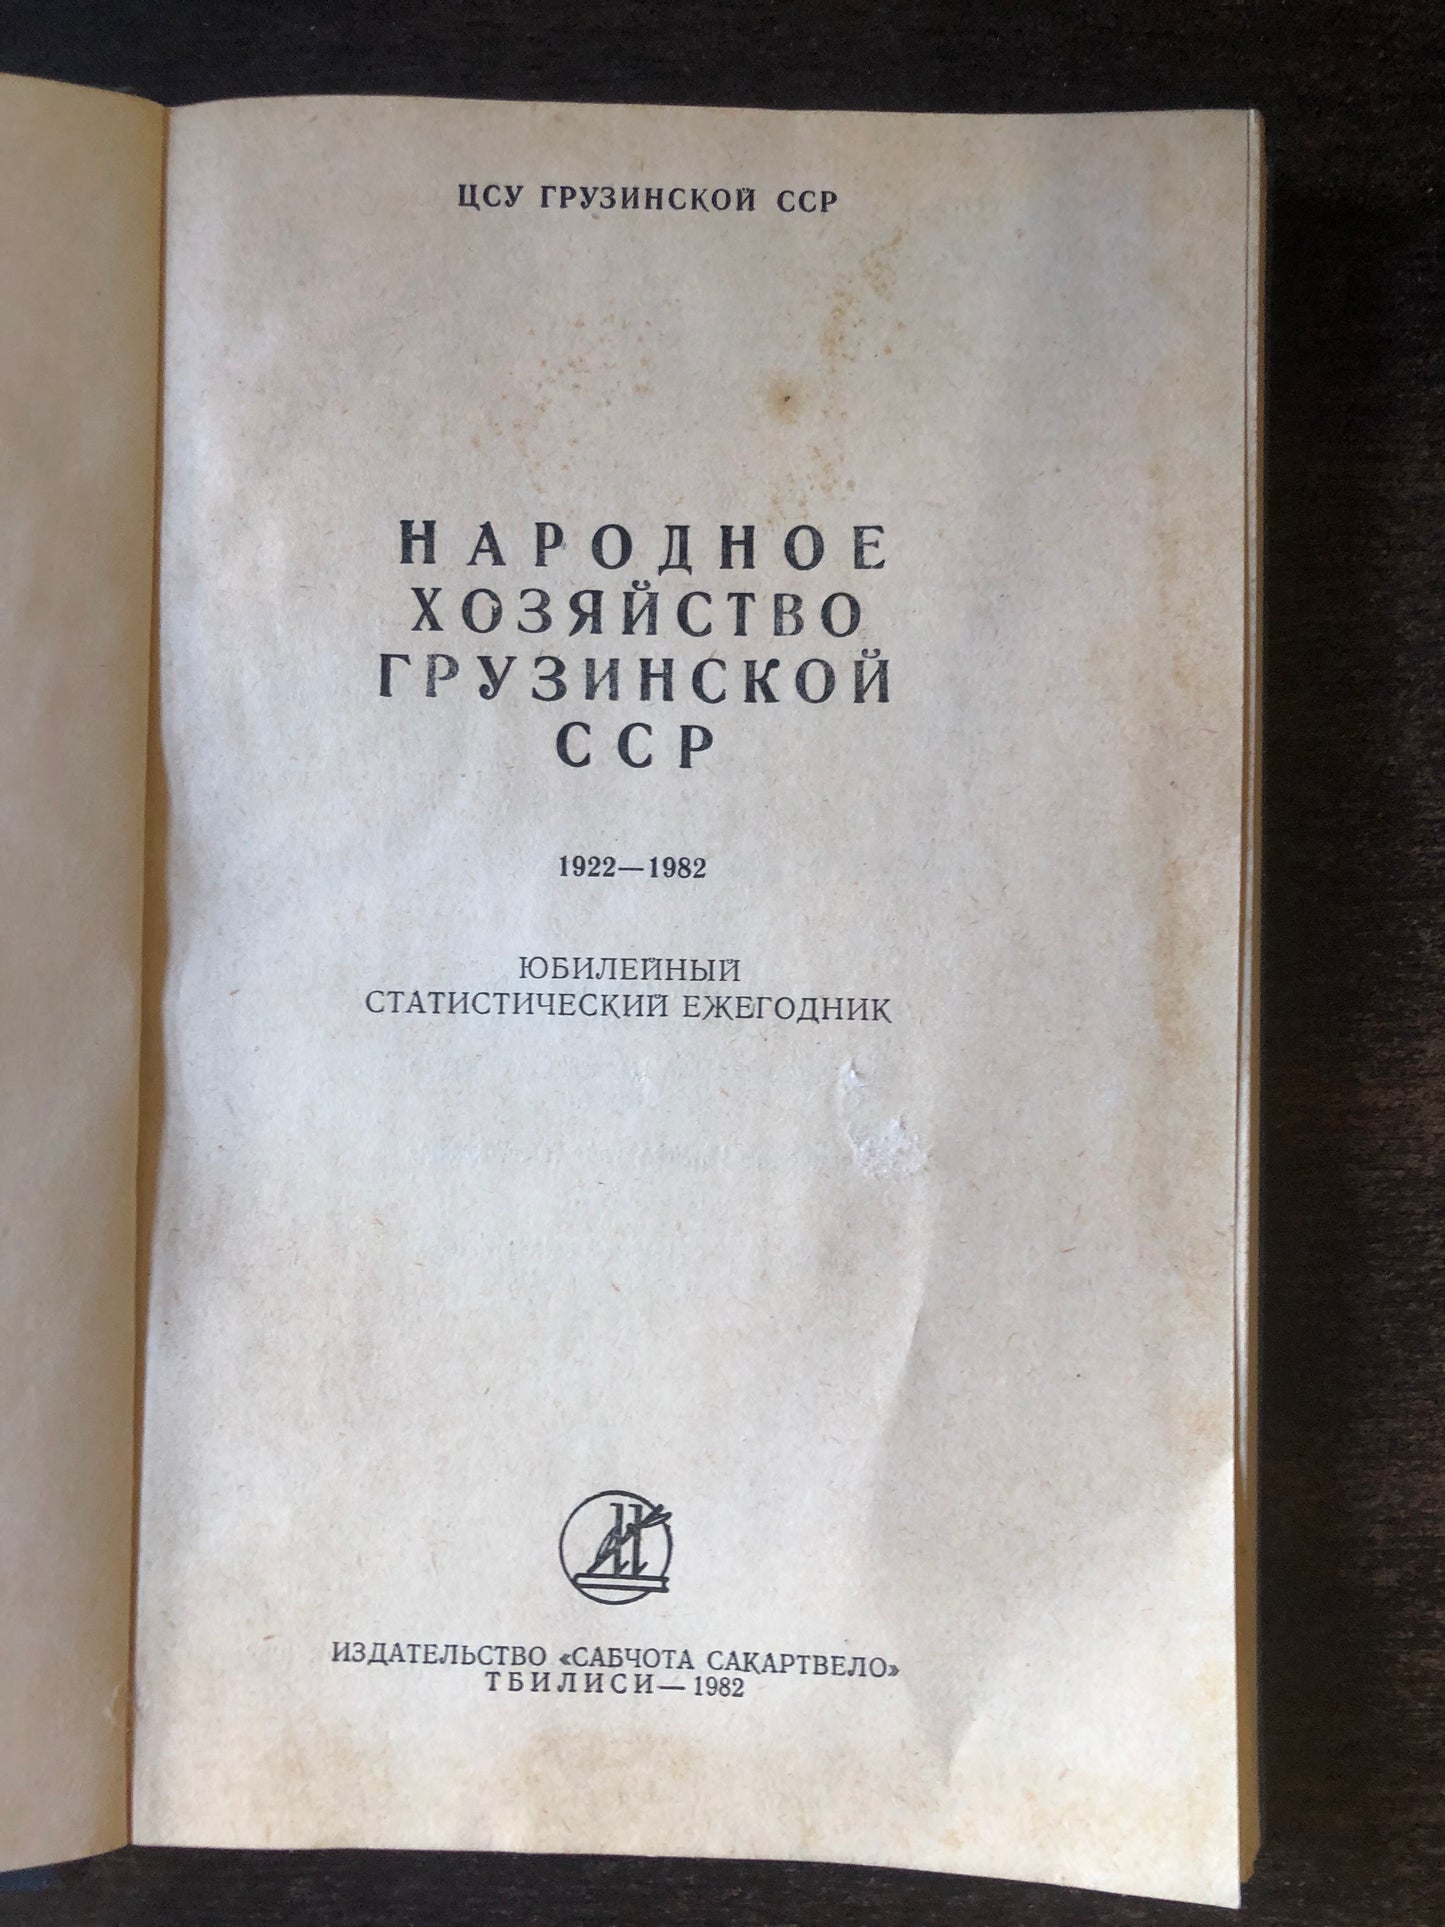 ЦСУ ГРУЗИНСКОЙ ССР
НАРОДНОЕ
ХОЗЯЙСТВО
ГРУЗИНСКОЙ
ССР
1922—1982
ЮБИЛЕЙНЫЙ
СТАТИСТИЧЕСКИЙ ЕЖЕГОДНИК
ИЗДАТЕЛЬСТВО «САБЧОТА САКАРТВЕЛО»
ТБИЛИСИ—1982